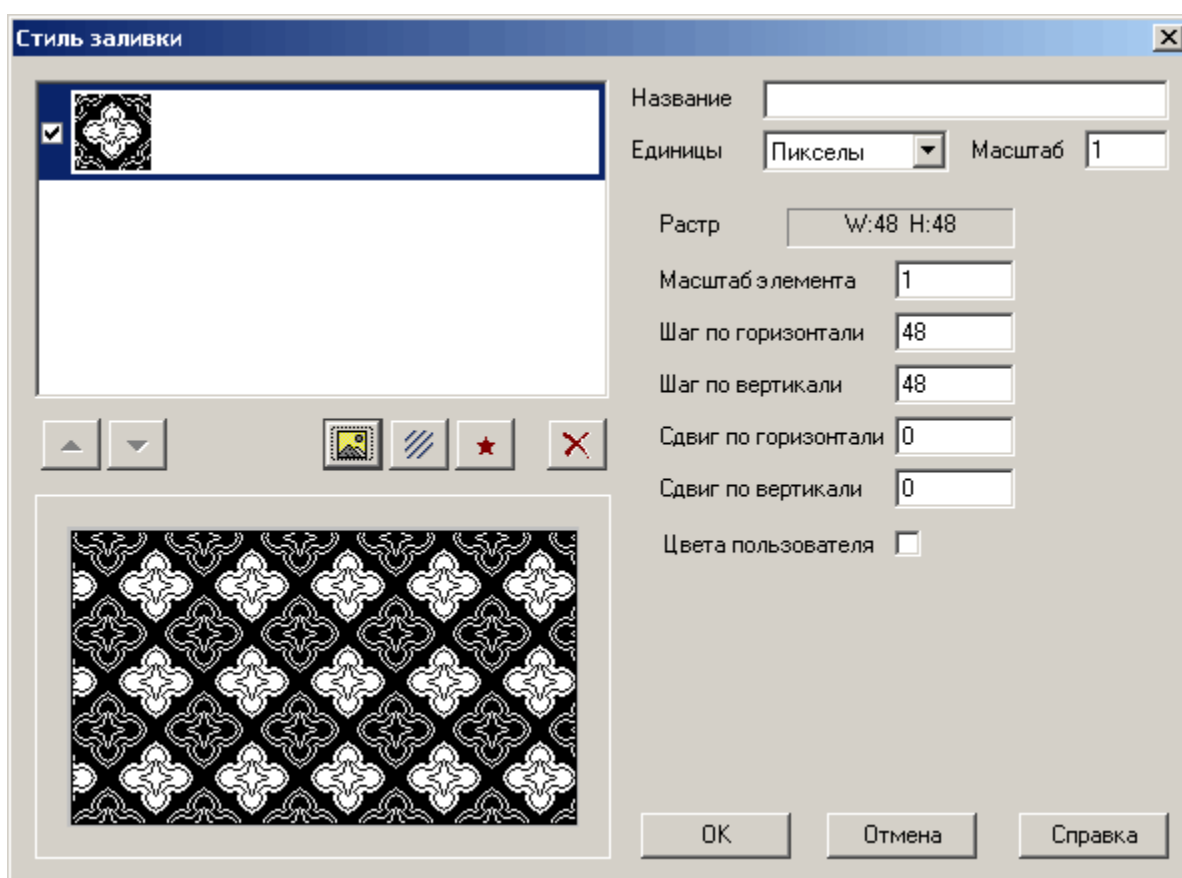 Стиль заливки
Название
Единицы Пикселы Масштаб 1
Растр W:48 H:48
Масштаб элемента 1
Шаг по горизонтали 48
Шаг по вертикали 48
Сдвиг по горизонтали 0
Сдвиг по вертикали 0
Цвета пользователя
OK Отмена Справка